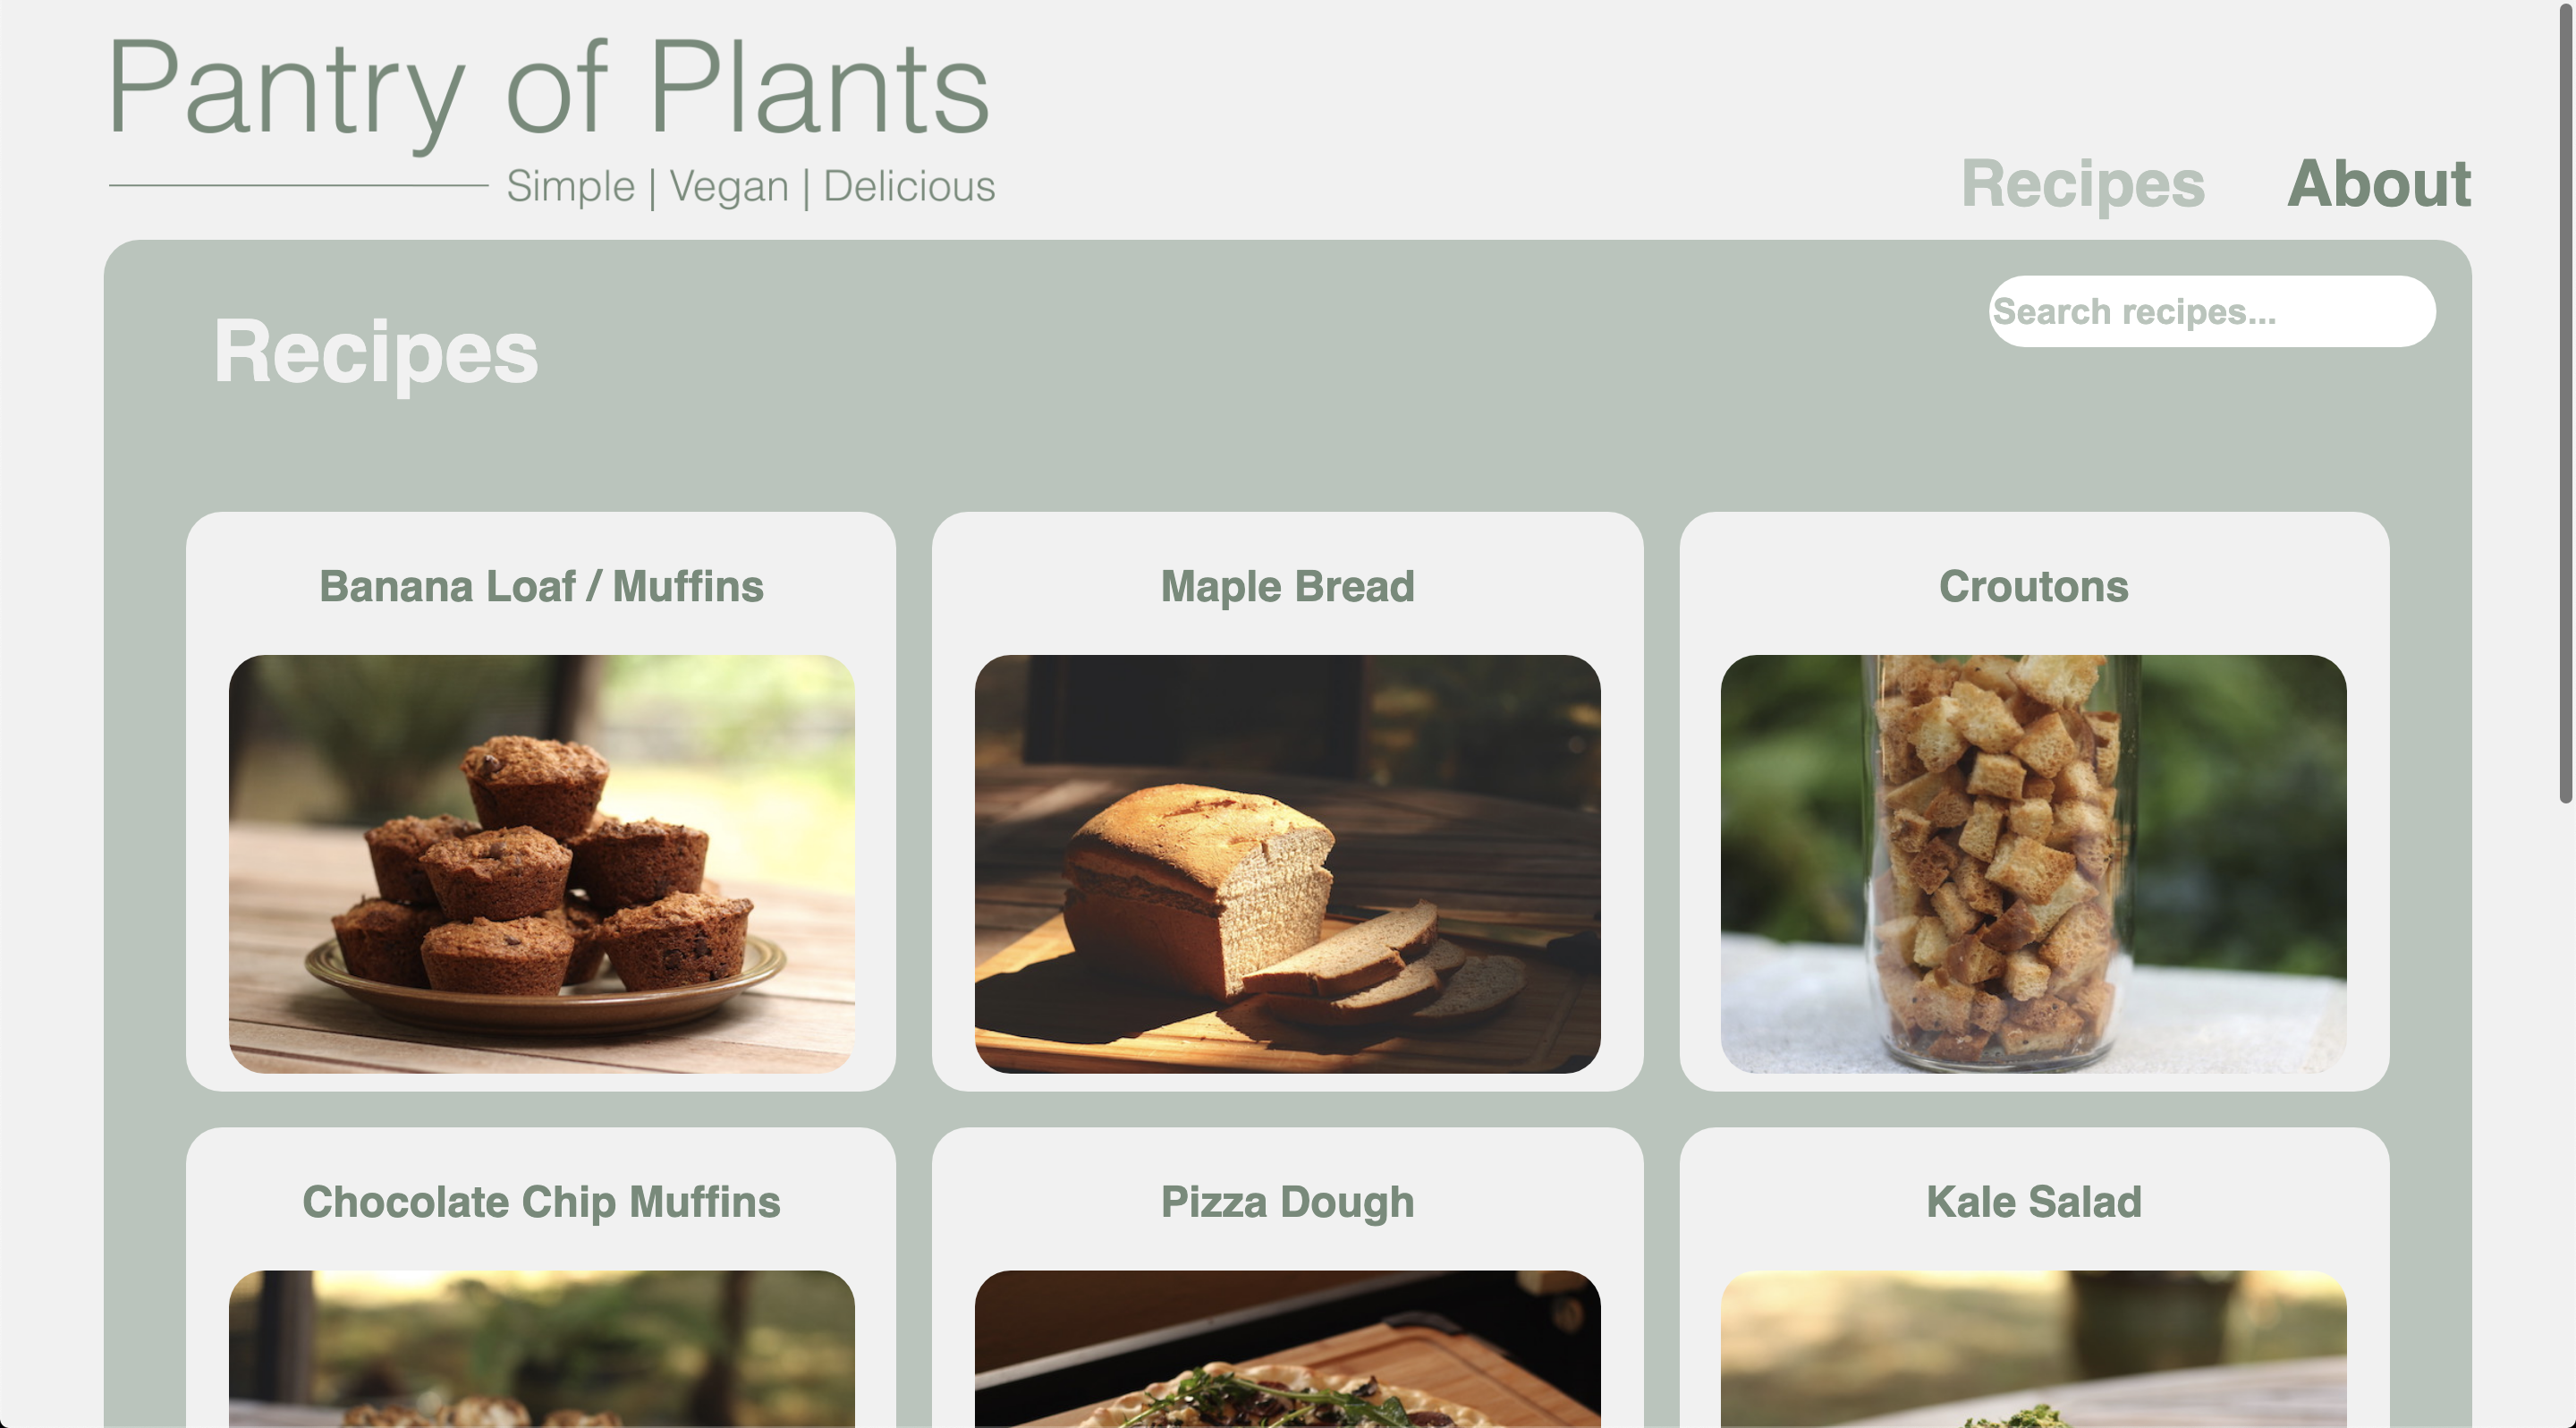 Pantry of Plants
Simple | Vegan | Delicious
Recipes About
Search recipes...
Recipes
Banana Loaf / Muffins
Maple Bread
Croutons
Chocolate Chip Muffins
Pizza Dough
Kale Salad